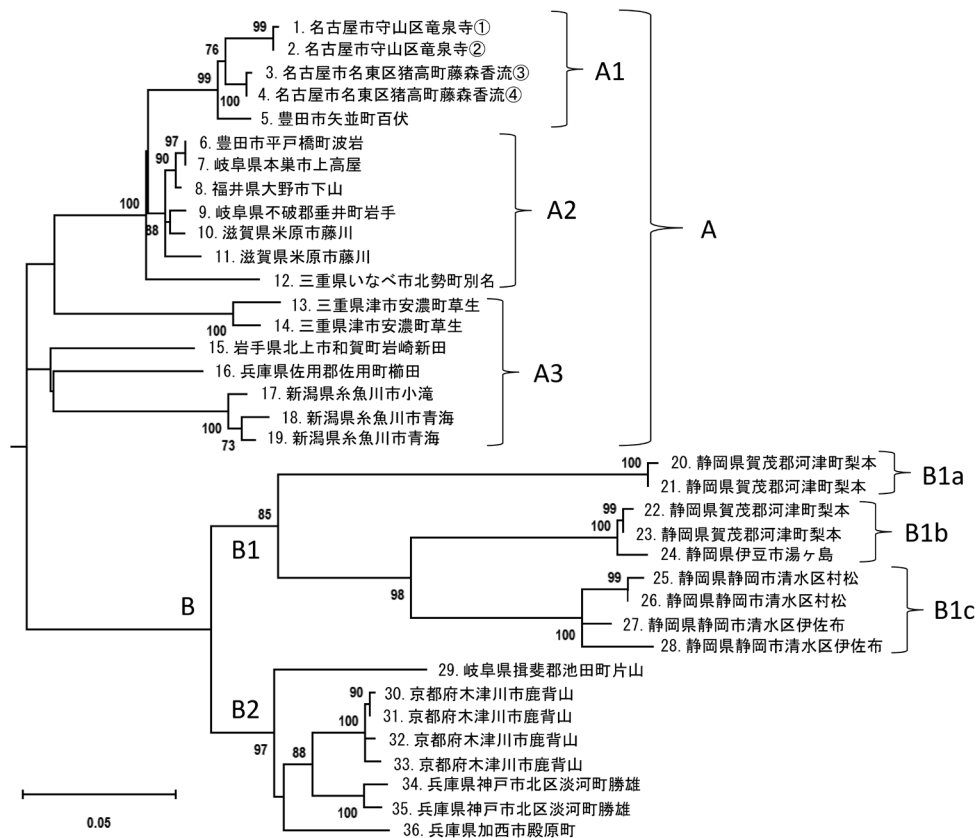 99
1. 名古屋市守山区竜泉寺①
2. 名古屋市守山区竜泉寺②
76
3. 名古屋市名東区猪高町藤森香流③
A1
99
4. 名古屋市名東区猪高町藤森香流④
100
5. 豊田市矢並町百伏
97
6. 豊田市平戸橋町波岩
90
7. 岐阜県本巣市上高屋
8. 福井県大野市下山
100
9. 岐阜県不破郡垂井町岩手
A2
88
10. 滋賀県米原市藤川
A
11. 滋賀県米原市藤川
12. 三重県いなべ市北勢町別名
13. 三重県津市安濃町草生
100
14. 三重県津市安濃町草生
15. 岩手県北上市和賀町岩崎新田
16. 兵庫県佐用郡佐用町櫛田
A3
17. 新潟県糸魚川市小滝
100
18. 新潟県糸魚川市青海
73
19. 新潟県糸魚川市青海
100
20. 静岡県賀茂郡河津町梨本
B1a
21. 静岡県賀茂郡河津町梨本
85
99
22. 静岡県賀茂郡河津町梨本
100
23. 静岡県賀茂郡河津町梨本
B1b
B1
24. 静岡県伊豆市湯ヶ島
99
25. 静岡県静岡市清水区村松
98
26. 静岡県静岡市清水区村松
B1c
B
27. 静岡県静岡市清水区伊佐布
100
28. 静岡県静岡市清水区伊佐布
29. 岐阜県揖斐郡池田町片山
B2
90
30. 京都府木津川市鹿背山
100
31. 京都府木津川市鹿背山
97
88
32. 京都府木津川市鹿背山
33. 京都府木津川市鹿背山
34. 兵庫県神戸市北区淡河町勝雄
100
35. 兵庫県神戸市北区淡河町勝雄
36. 兵庫県加西市殿原町
0.05